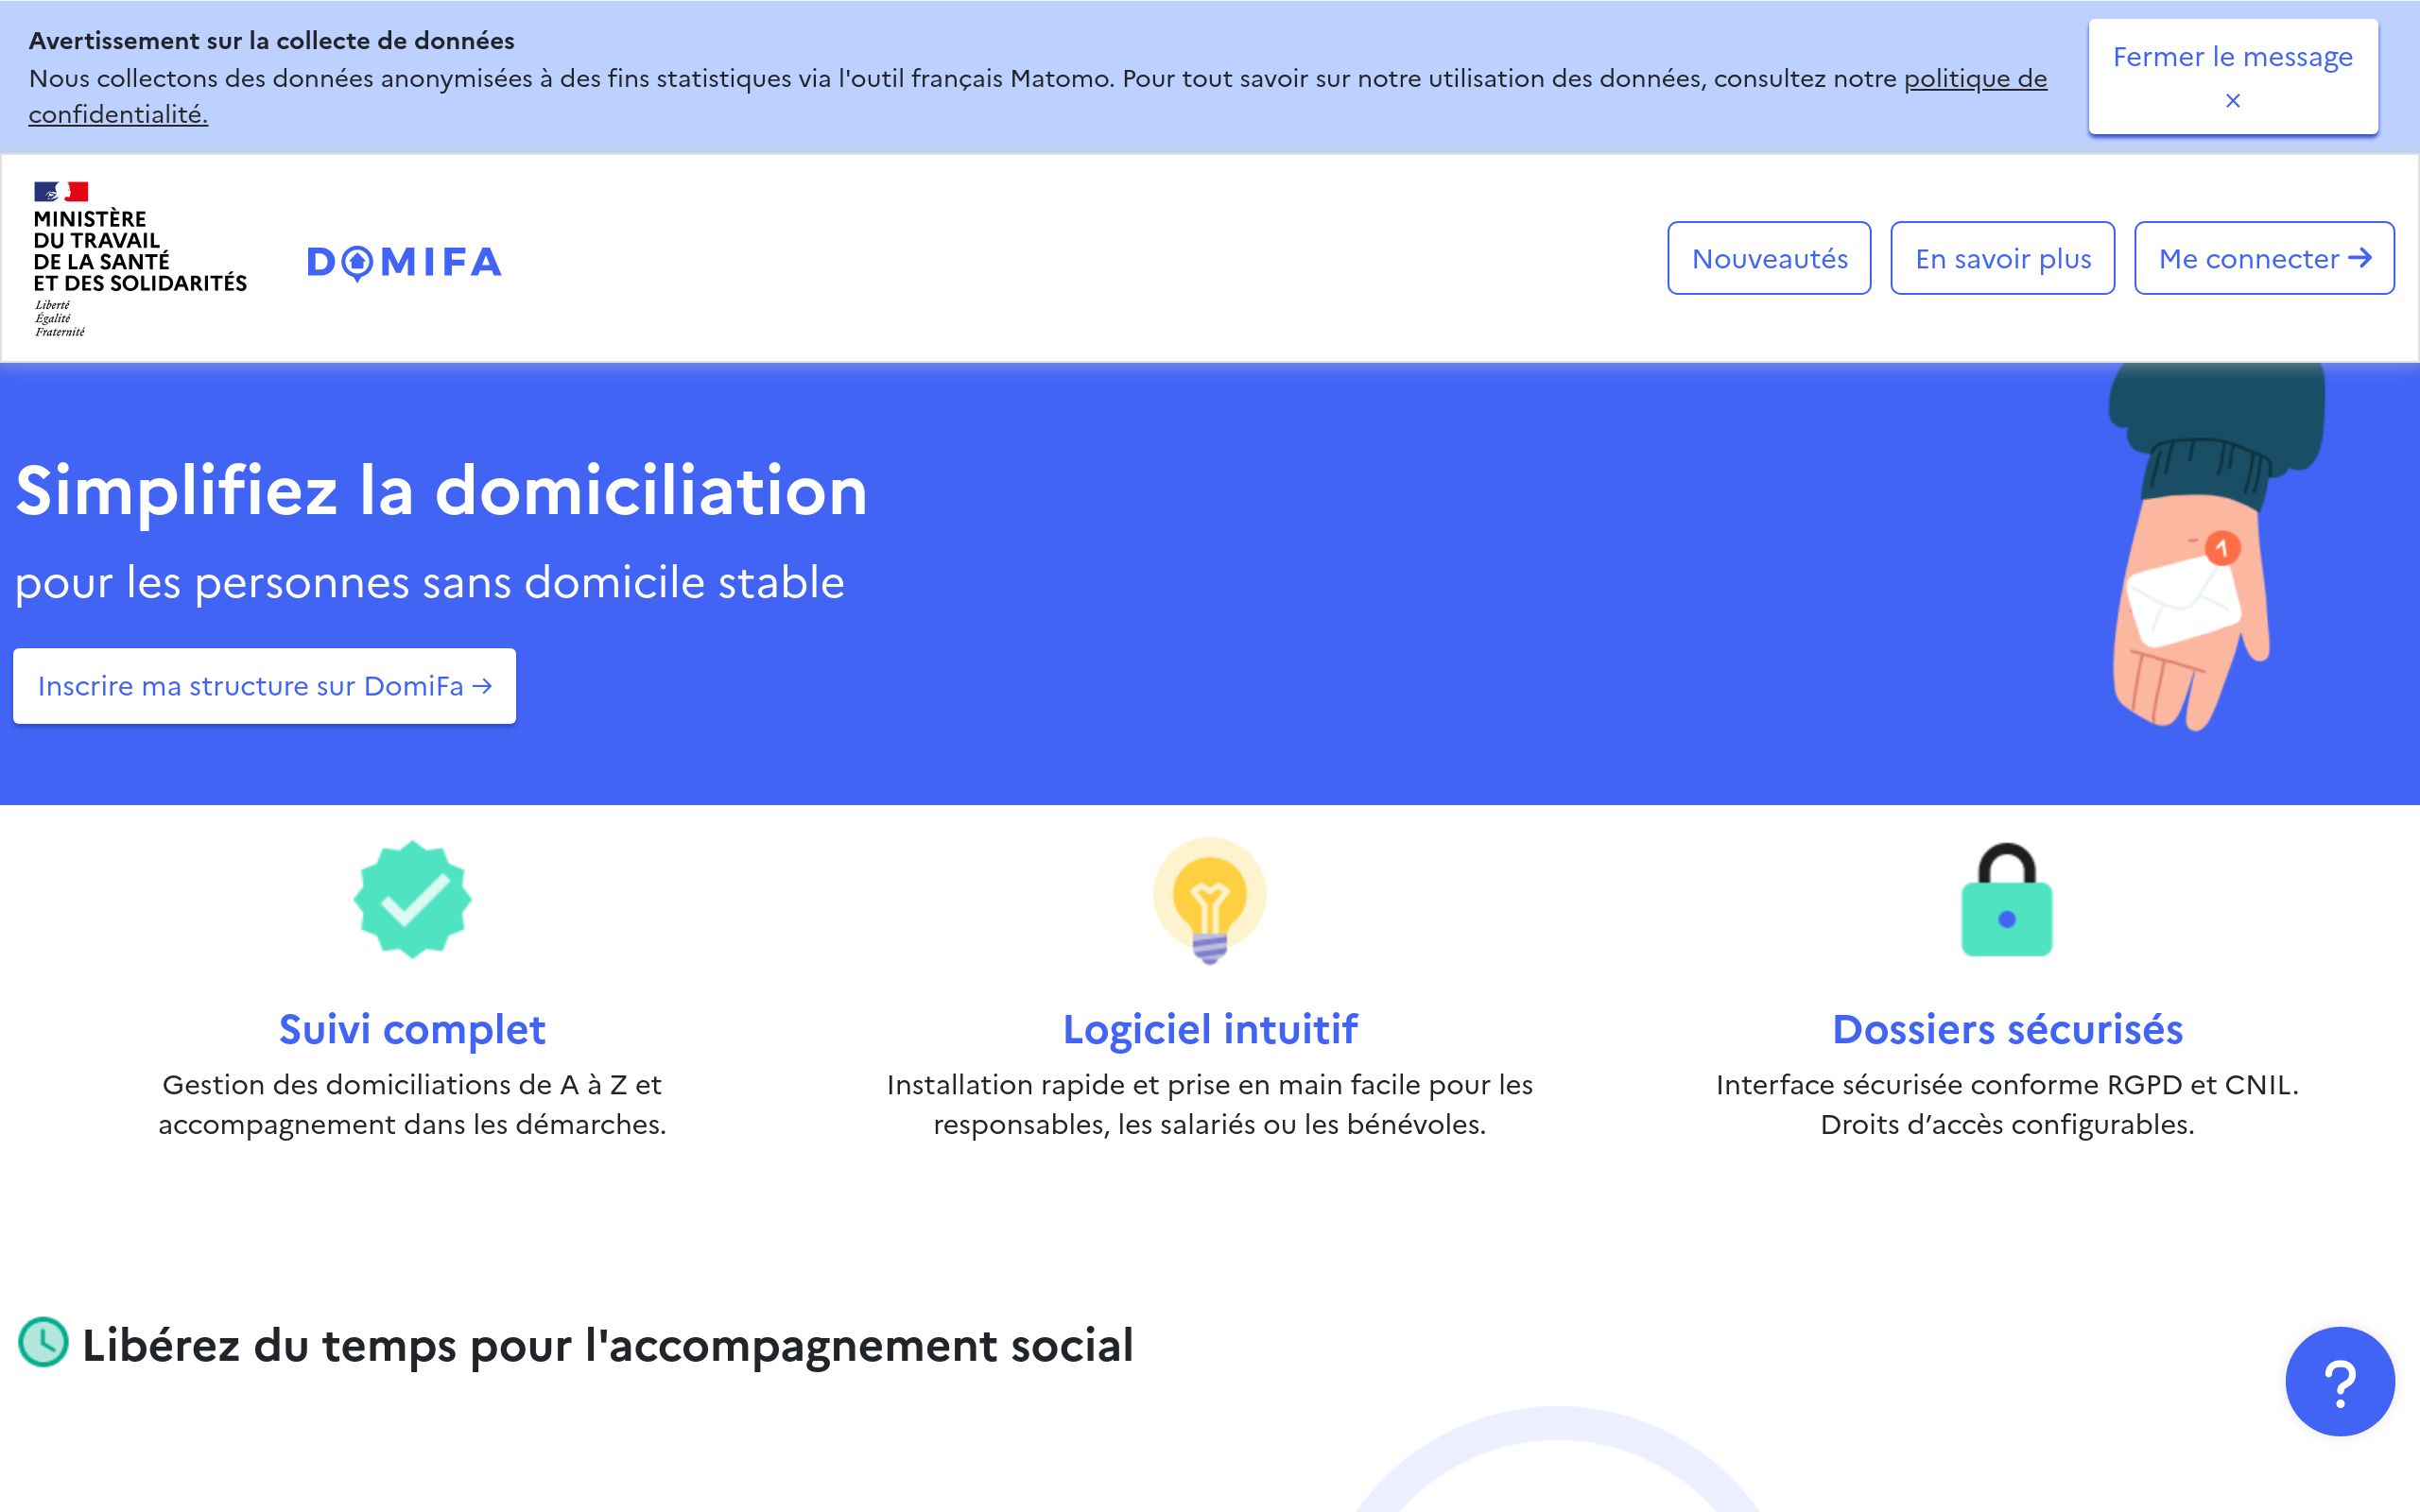 Avertissement sur la collecte de données
Nous collectons des données anonymisées à des fins statistiques via l'outil français Matomo. Pour tout savoir sur notre utilisation des données, consultez notre politique de
confidentialité.
Fermer le message
×
MINISTÈRE
DU TRAVAIL
DE LA SANTÉ
ET DES SOLIDARITÉS
Liberté
Égalité
Fraternité
DOMIFA
Nouveautés
En savoir plus
Me connecter →
Simplifiez la domiciliation
pour les personnes sans domicile stable
Inscrire ma structure sur DomiFa →
1
Suivi complet
Gestion des domiciliations de A à Z et
accompagnement dans les démarches.
Logiciel intuitif
Installation rapide et prise en main facile pour les
responsables, les salariés ou les bénévoles.
Dossiers sécurisés
Interface sécurisée conforme RGPD et CNIL.
Droits d’accès configurables.
Libérez du temps pour l'accompagnement social
?